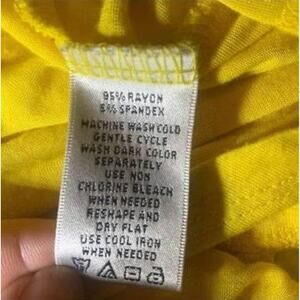 95% RAYON
5% SPANDEX
MACHINE WASH COLD
GENTLE CYCLE
WASH DARK COLOR
SEPARATELY
USE NON
CHLORINE BLEACH
WHEN NEEDED
RESHAPE AND
DRY FLAT
USE COOL IRON
WHEN NEEDED